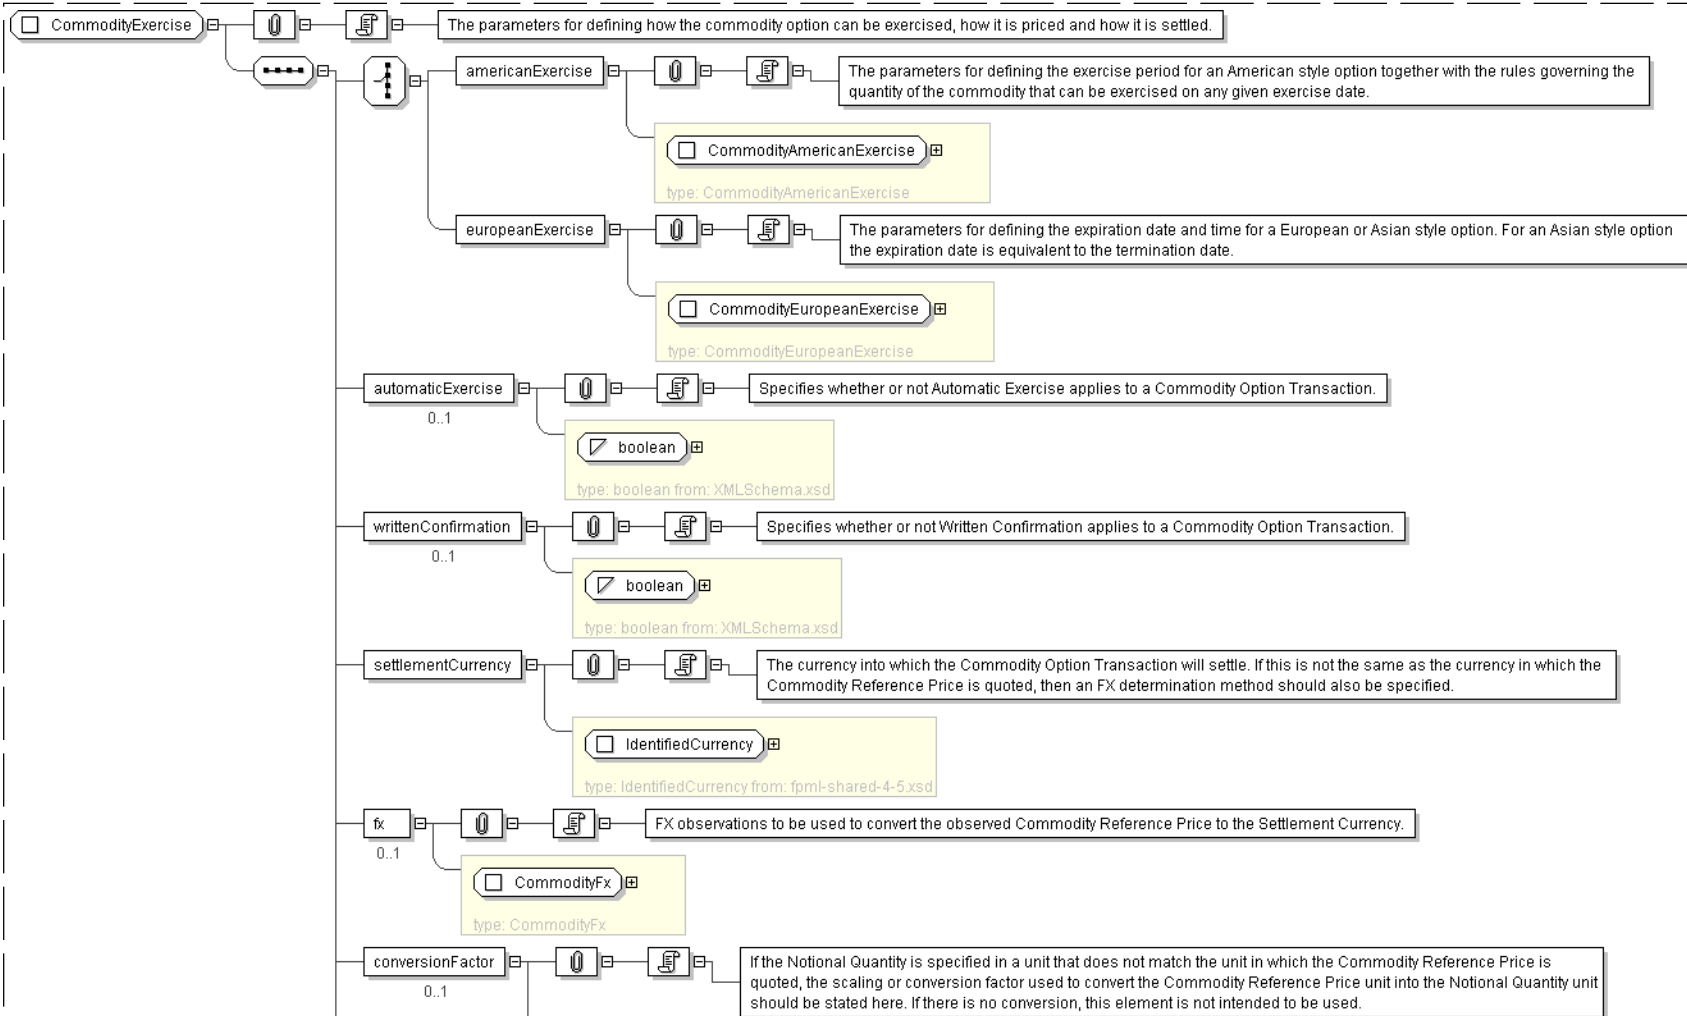 CommodityExercise
The parameters for defining how the commodity option can be exercised, how it is priced and how it is settled.
americanExercise
The parameters for defining the exercise period for an American style option together with the rules governing the
quantity of the commodity that can be exercised on any given exercise date.
CommodityAmericanExercise
type: CommodityAmericanExercise
europeanExercise
The parameters for defining the expiration date and time for a European or Asian style option. For an Asian style option
the expiration date is equivalent to the termination date.
CommodityEuropeanExercise
type: CommodityEuropeanExercise
automaticExercise
Specifies whether or not Automatic Exercise applies to a Commodity Option Transaction.
0..1
boolean
type: boolean from: XMLSchema.xsd
writtenConfirmation
Specifies whether or not Written Confirmation applies to a Commodity Option Transaction.
0..1
boolean
type: boolean from: XMLSchema.xsd
settlementCurrency
The currency into which the Commodity Option Transaction will settle. If this is not the same as the currency in which the
Commodity Reference Price is quoted, then an FX determination method should also be specified.
IdentifiedCurrency
type: IdentifiedCurrency from: fpml-shared-4-5.xsd
fx
FX observations to be used to convert the observed Commodity Reference Price to the Settlement Currency.
0..1
CommodityFx
type: CommodityFx
conversionFactor
0..1
If the Notional Quantity is specified in a unit that does not match the unit in which the Commodity Reference Price is
quoted, the scaling or conversion factor used to convert the Commodity Reference Price unit into the Notional Quantity unit
should be stated here. If there is no conversion, this element is not intended to be used.